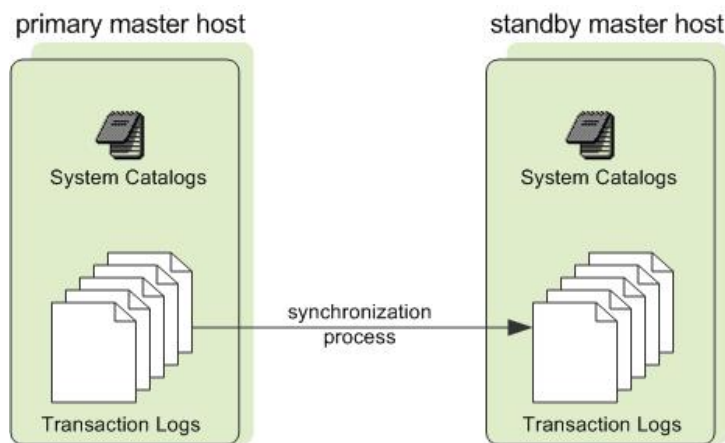 primary master host
standby master host
System Catalogs
System Catalogs
synchronization
process
Transaction Logs
Transaction Logs